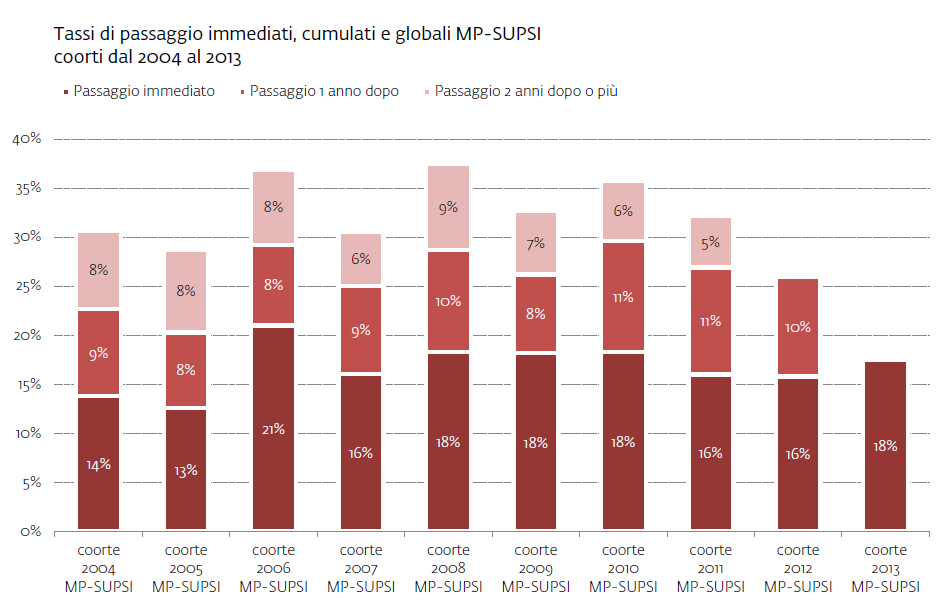 Tassi di passaggio immediati, cumulati e globali MP-SUPSI
coorti dal 2004 al 2013
Passaggio immediato Passaggio 1 anno dopo Passaggio 2 anni dopo o più
40%
35%
30%
25%
20%
15%
10%
5%
0%
8% 8% 8% 6% 9% 7% 6% 5%
9% 8% 8% 9% 10% 8% 11% 11% 10%
14% 13% 21% 16% 18% 18% 18% 16% 16% 18%
coorte coorte coorte coorte coorte coorte coorte coorte coorte coorte
2004 2005 2006 2007 2008 2009 2010 2011 2012 2013
MP-SUPSI MP-SUPSI MP-SUPSI MP-SUPSI MP-SUPSI MP-SUPSI MP-SUPSI MP-SUPSI MP-SUPSI MP-SUPSI